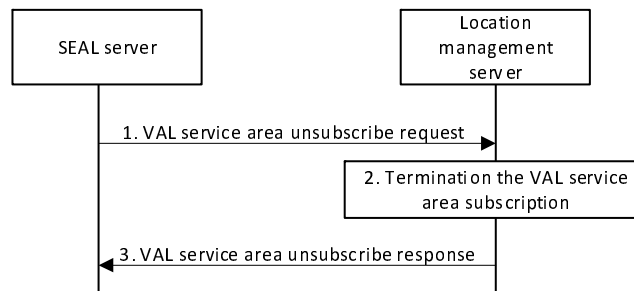 SEAL server
Location
management
server
1. VAL service area unsubscribe request
2. Termination the VAL service
area subscription
3. VAL service area unsubscribe response